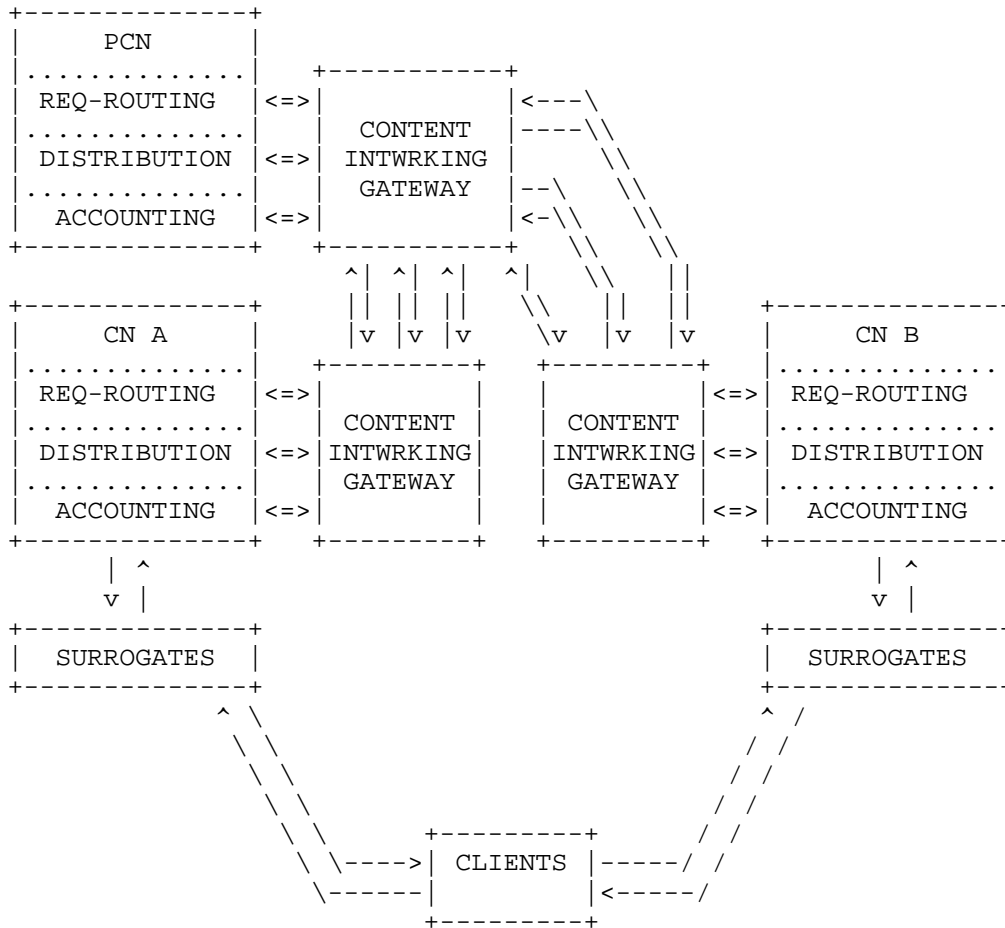 PCN
REQ-ROUTING
DISTRIBUTION
ACCOUNTING
CONTENT
INTWRKING
GATEWAY
CN A
REQ-ROUTING
DISTRIBUTION
ACCOUNTING
CONTENT
INTWRKING
GATEWAY
CONTENT
INTWRKING
GATEWAY
CN B
REQ-ROUTING
DISTRIBUTION
ACCOUNTING
SURROGATES
SURROGATES
CLIENTS